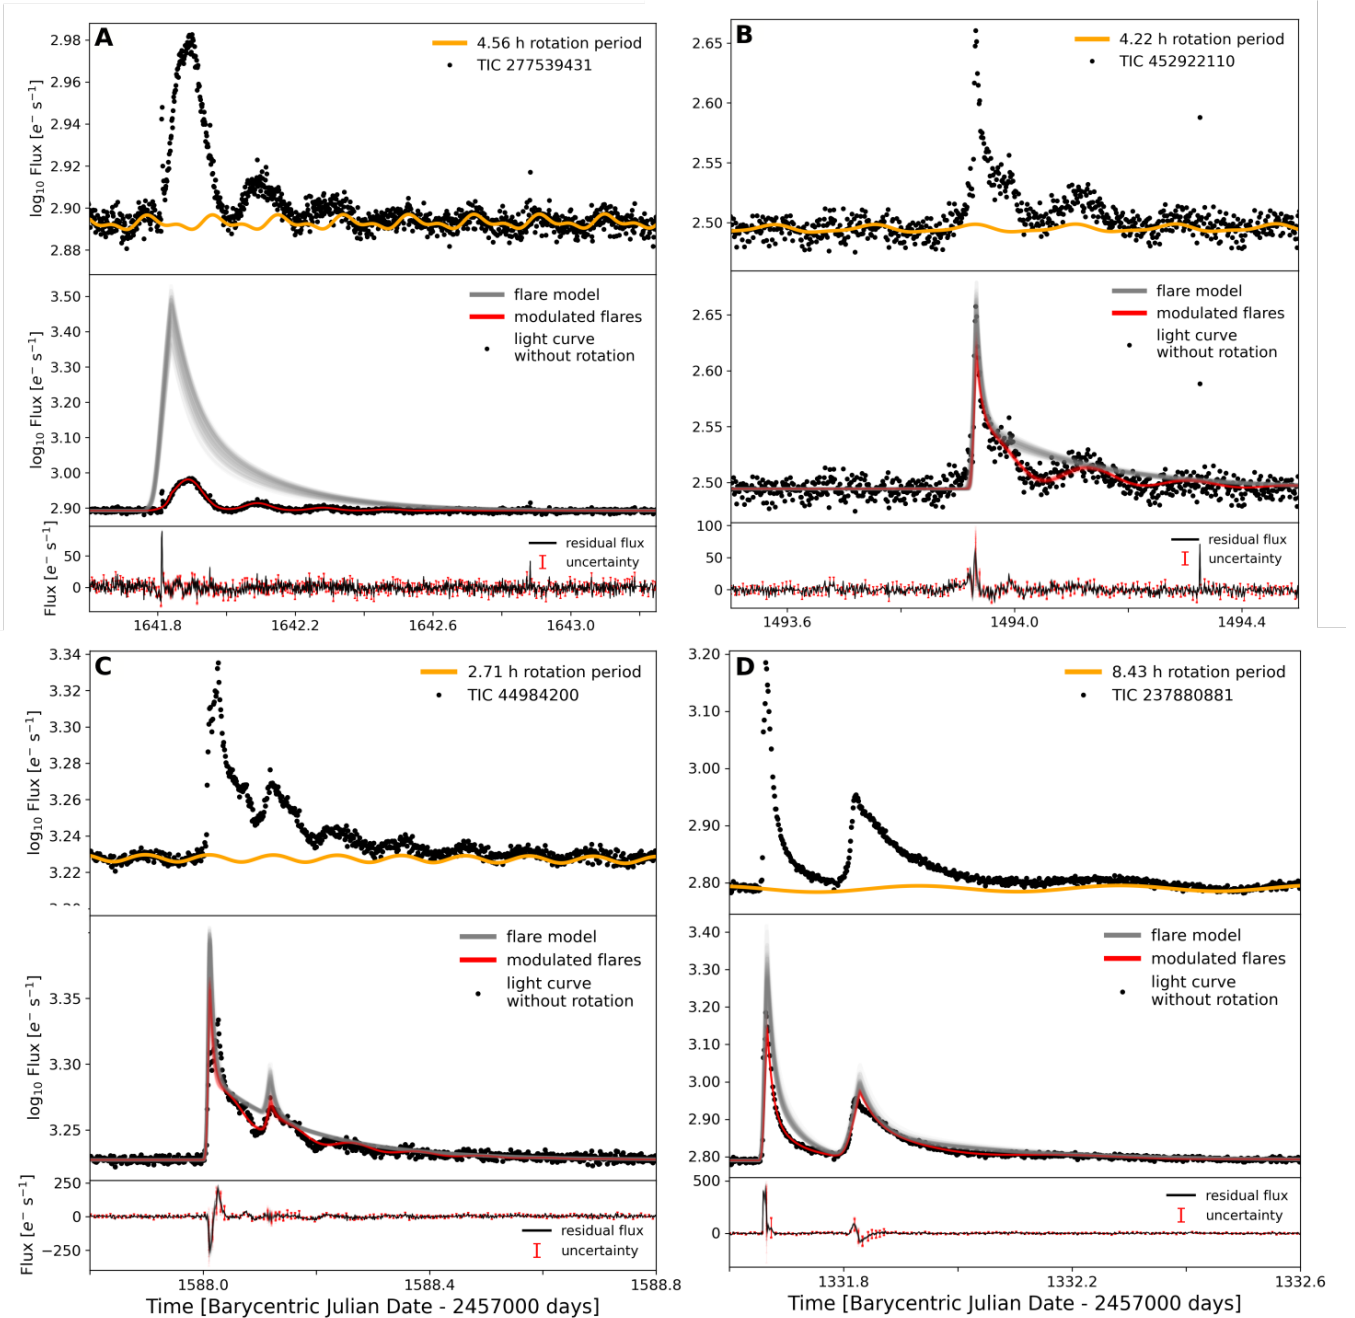 A
4.56 h rotation period
TIC 277539431
log₁₀ Flux [e⁻ s⁻¹]
2.98
2.96
2.94
2.92
2.90
2.88
flare model
modulated flares
light curve
without rotation
log₁₀ Flux [e⁻ s⁻¹]
3.50
3.40
3.30
3.20
3.10
3.00
2.90
residual flux
uncertainty
Flux [e⁻ s⁻¹]
50
0
1641.8 1642.2 1642.6 1643.0
B
4.22 h rotation period
TIC 452922110
2.65
2.60
2.55
2.50
flare model
modulated flares
light curve
without rotation
2.65
2.60
2.55
2.50
residual flux
uncertainty
100
50
0
1493.6 1494.0 1494.4
C
2.71 h rotation period
TIC 44984200
log₁₀ Flux [e⁻ s⁻¹]
3.34
3.32
3.30
3.28
3.26
3.24
3.22
flare model
modulated flares
light curve
without rotation
log₁₀ Flux [e⁻ s⁻¹]
3.35
3.30
3.25
residual flux
uncertainty
Flux [e⁻ s⁻¹]
250
0
−250
1588.0 1588.4 1588.8
Time [Barycentric Julian Date - 2457000 days]
D
8.43 h rotation period
TIC 237880881
3.20
3.10
3.00
2.90
2.80
flare model
modulated flares
light curve
without rotation
3.40
3.30
3.20
3.10
3.00
2.90
2.80
residual flux
uncertainty
500
0
1331.8 1332.2 1332.6
Time [Barycentric Julian Date - 2457000 days]